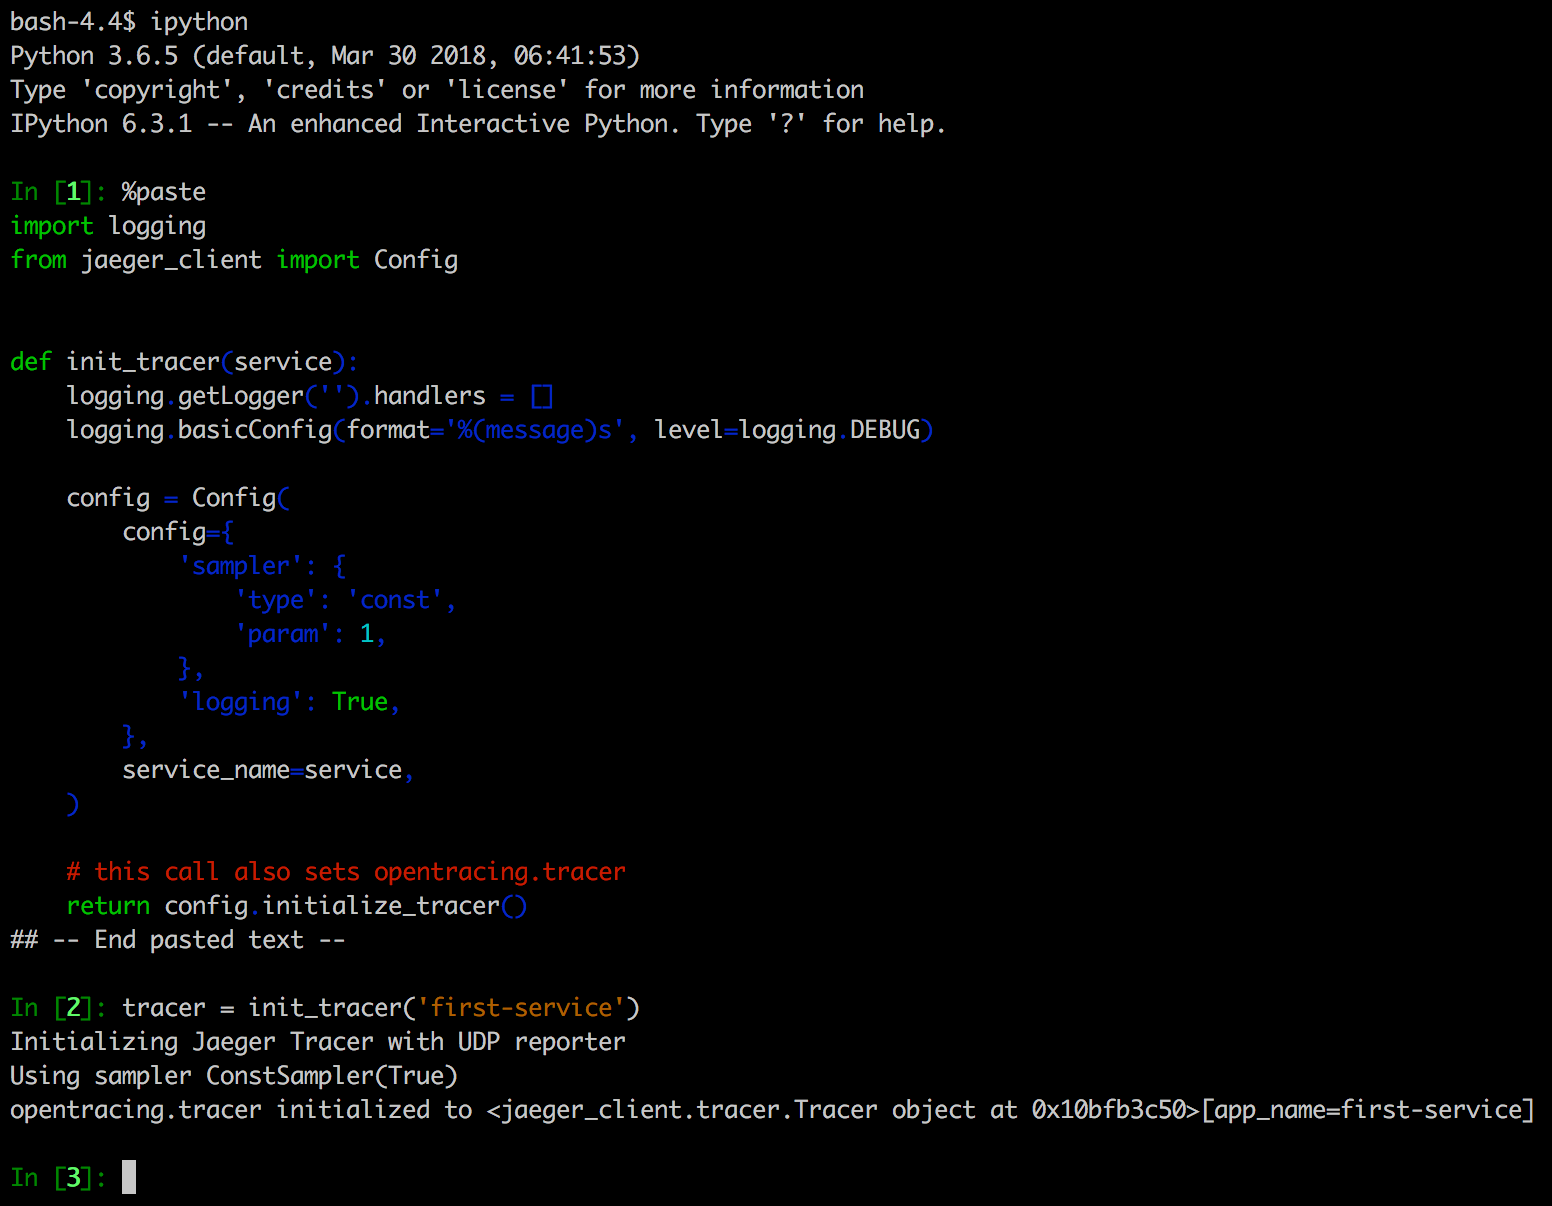 bash-4.4$ ipython
Python 3.6.5 (default, Mar 30 2018, 06:41:53)
Type 'copyright', 'credits' or 'license' for more information
IPython 6.3.1 -- An enhanced Interactive Python. Type '?' for help.

In [1]: %paste
import logging
from jaeger_client import Config


def init_tracer(service):
    logging.getLogger('').handlers = []
    logging.basicConfig(format='%(message)s', level=logging.DEBUG)

    config = Config(
        config={
            'sampler': {
                'type': 'const',
                'param': 1,
            },
            'logging': True,
        },
        service_name=service,
    )

    # this call also sets opentracing.tracer
    return config.initialize_tracer()
## -- End pasted text --

In [2]: tracer = init_tracer('first-service')
Initializing Jaeger Tracer with UDP reporter
Using sampler ConstSampler(True)
opentracing.tracer initialized to <jaeger_client.tracer.Tracer object at 0x10bfb3c50>[app_name=first-service]

In [3]: